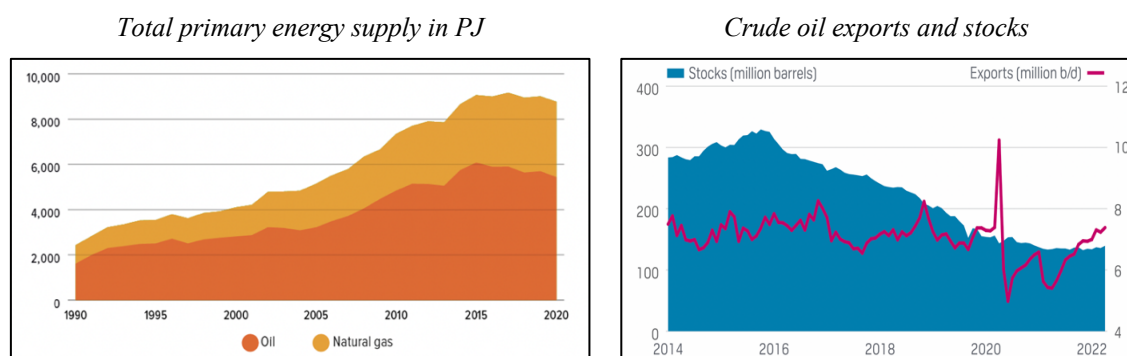 Total primary energy supply in PJ
10,000
8,000
6,000
4,000
2,000
0
1990 1995 2000 2005 2010 2015 2020
Oil Natural gas
Crude oil exports and stocks
Stocks (million barrels) Exports (million b/d)
400 12
300 10
200 8
100 6
0 4
2014 2016 2018 2020 2022